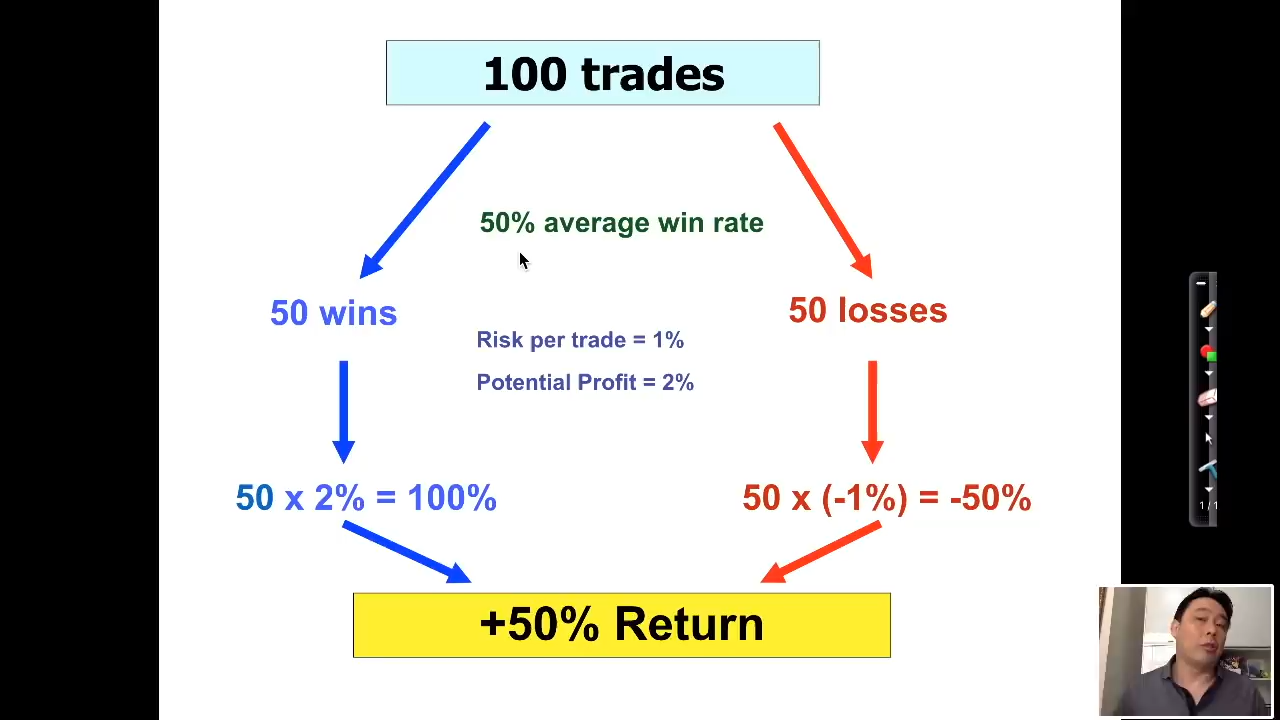 100 trades
50% average win rate
50 wins
50 losses
Risk per trade = 1%
Potential Profit = 2%
50 x 2% = 100%
50 x (-1%) = -50%
+50% Return